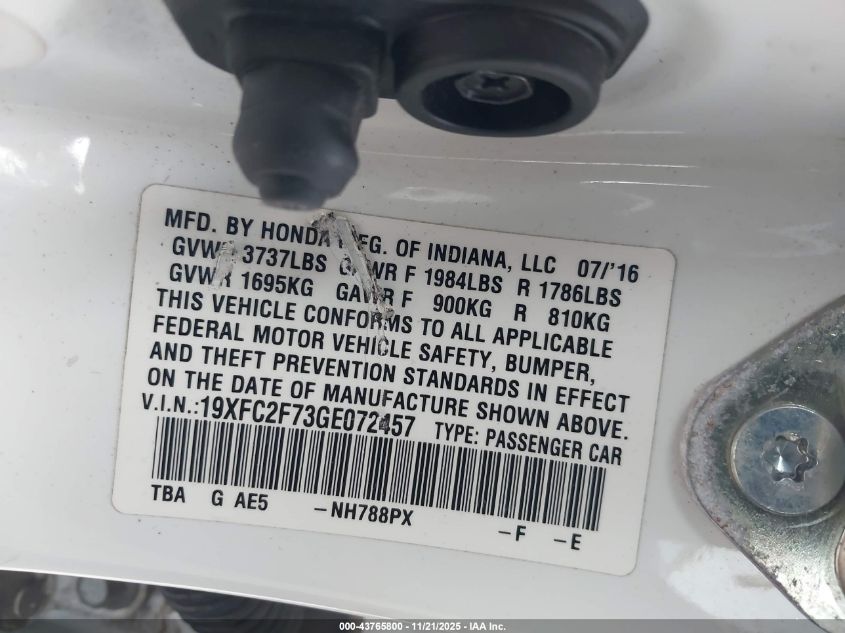 MFD. BY HONDA MFG. OF INDIANA, LLC 07/'16
GVWR 3737LBS GAWR F 1984LBS R 1786LBS
GVWR 1695KG GAWR F 900KG R 810KG
THIS VEHICLE CONFORMS TO ALL APPLICABLE
FEDERAL MOTOR VEHICLE SAFETY, BUMPER,
AND THEFT PREVENTION STANDARDS IN EFFECT
ON THE DATE OF MANUFACTURE SHOWN ABOVE.
V.I.N.:19XFC2F73GE072457 TYPE: PASSENGER CAR
TBA G AE5 -NH788PX -F -E
000-43765800 - 11/21/2025 - IAA Inc.